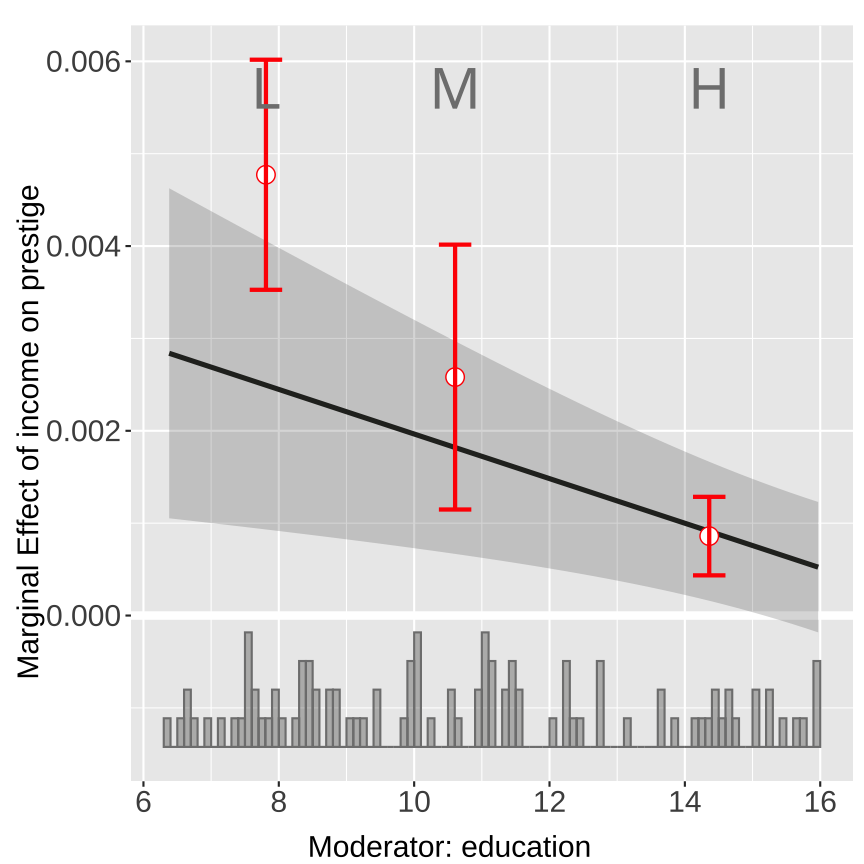 0.006
L M H
0.004
0.002
0.000
Marginal Effect of income on prestige
6 8 10 12 14 16
Moderator: education